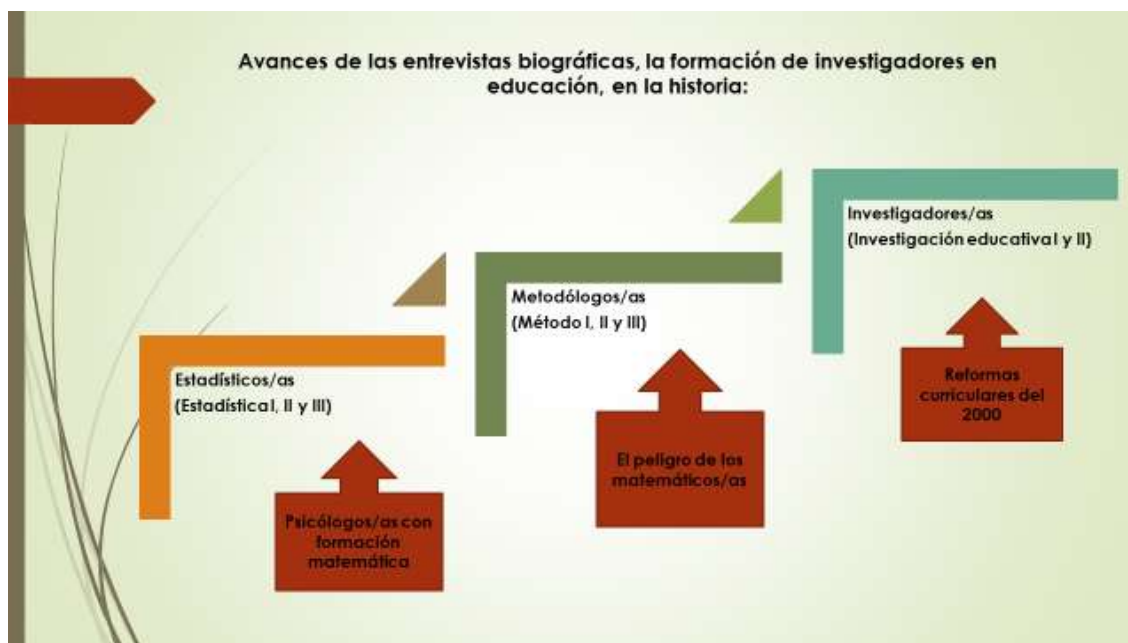 Avances de las entrevistas biográficas, la formación de investigadores en
educación, en la historia:
Estadísticos/as
(Estadística I, II y III)
Psicólogos/as con
formación
matemática
Metodólogos/as
(Método I, II y III)
El peligro de los
matemáticos/as
Investigadores/as
(Investigación educativa I y II)
Reformas
curriculares del
2000